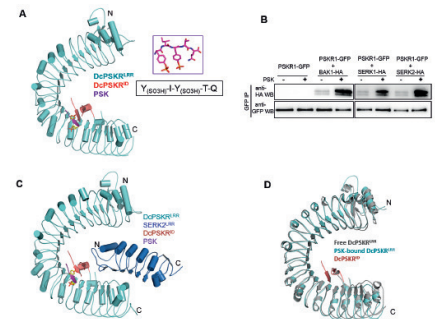 A
N
DcPSKR^LRR
DcPSKR^ID
PSK
Y(SO3H)-I-Y(SO3H)-T-Q
C
B
PSKR1-GFP
PSKR1-GFP
+
BAK1-HA
PSKR1-GFP
+
SERK1-HA
PSKR1-GFP
+
SERK2-HA
PSK
- + - + - + - +
GFP IP
anti-
HA WB
anti-
GFP WB
C
N
DcPSKR^LRR
SERK2^LRR
DcPSKR^ID
PSK
N
C
C
D
N
Free DcPSKR^LRR
PSK-bound DcPSKR^LRR
DcPSKR^ID
C